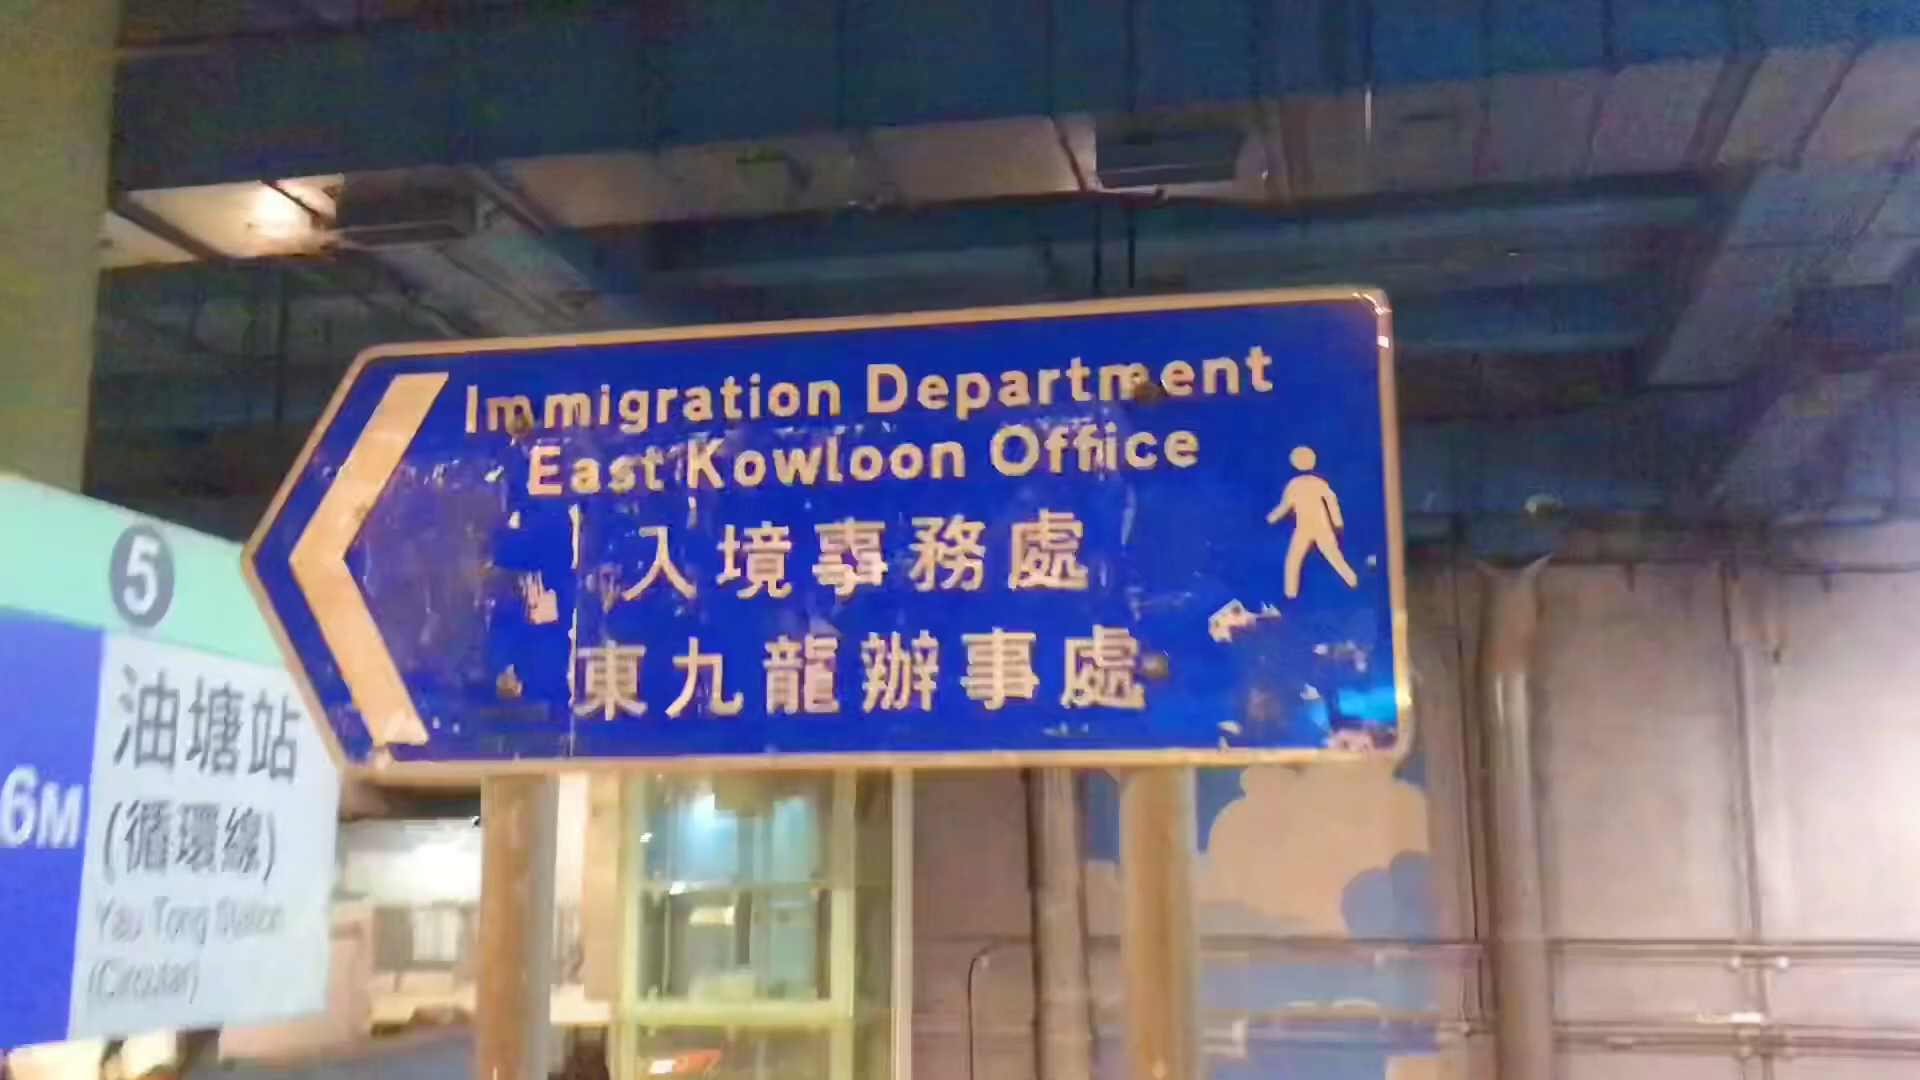 Immigration Department
East Kowloon Office
入境事務處
東九龍辦事處
5
6M
油塘站
(循環線)
Yau Tong Station
(Circular)